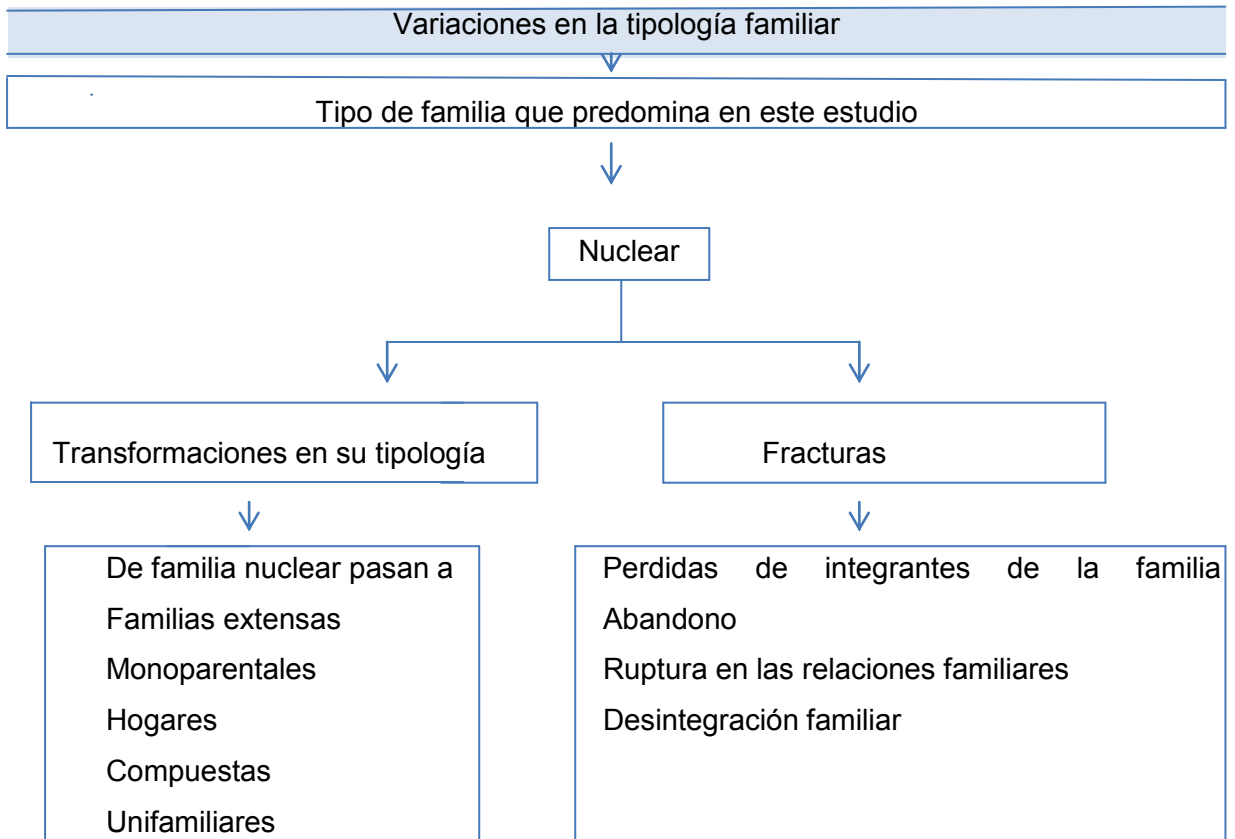 Variaciones en la tipología familiar
Tipo de familia que predomina en este estudio
Nuclear
Transformaciones en su tipología
Fracturas
De familia nuclear pasan a
Familias extensas
Monoparentales
Hogares
Compuestas
Unifamiliares
Perdidas de integrantes de la familia
Abandono
Ruptura en las relaciones familiares
Desintegración familiar